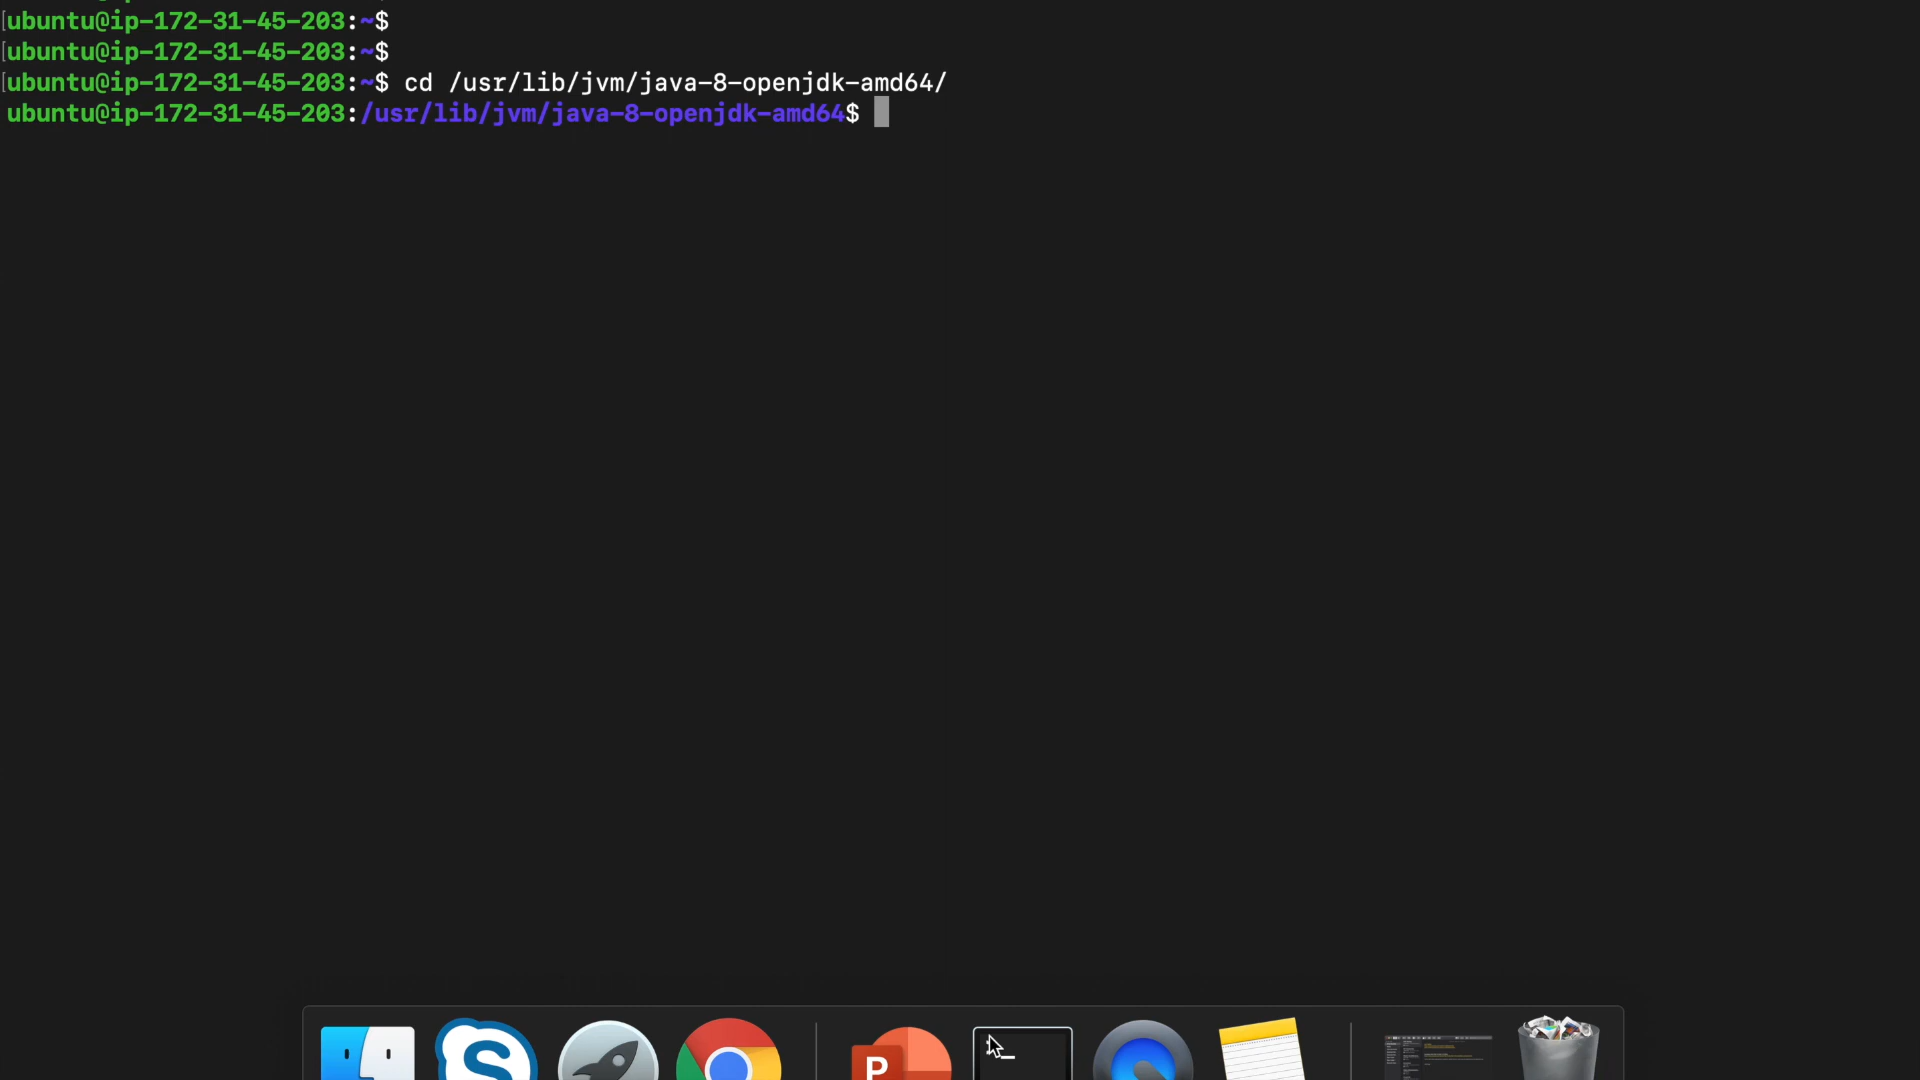 [ubuntu@ip-172-31-45-203:~$
[ubuntu@ip-172-31-45-203:~$
[ubuntu@ip-172-31-45-203:~$ cd /usr/lib/jvm/java-8-openjdk-amd64/
ubuntu@ip-172-31-45-203:/usr/lib/jvm/java-8-openjdk-amd64$
S
P